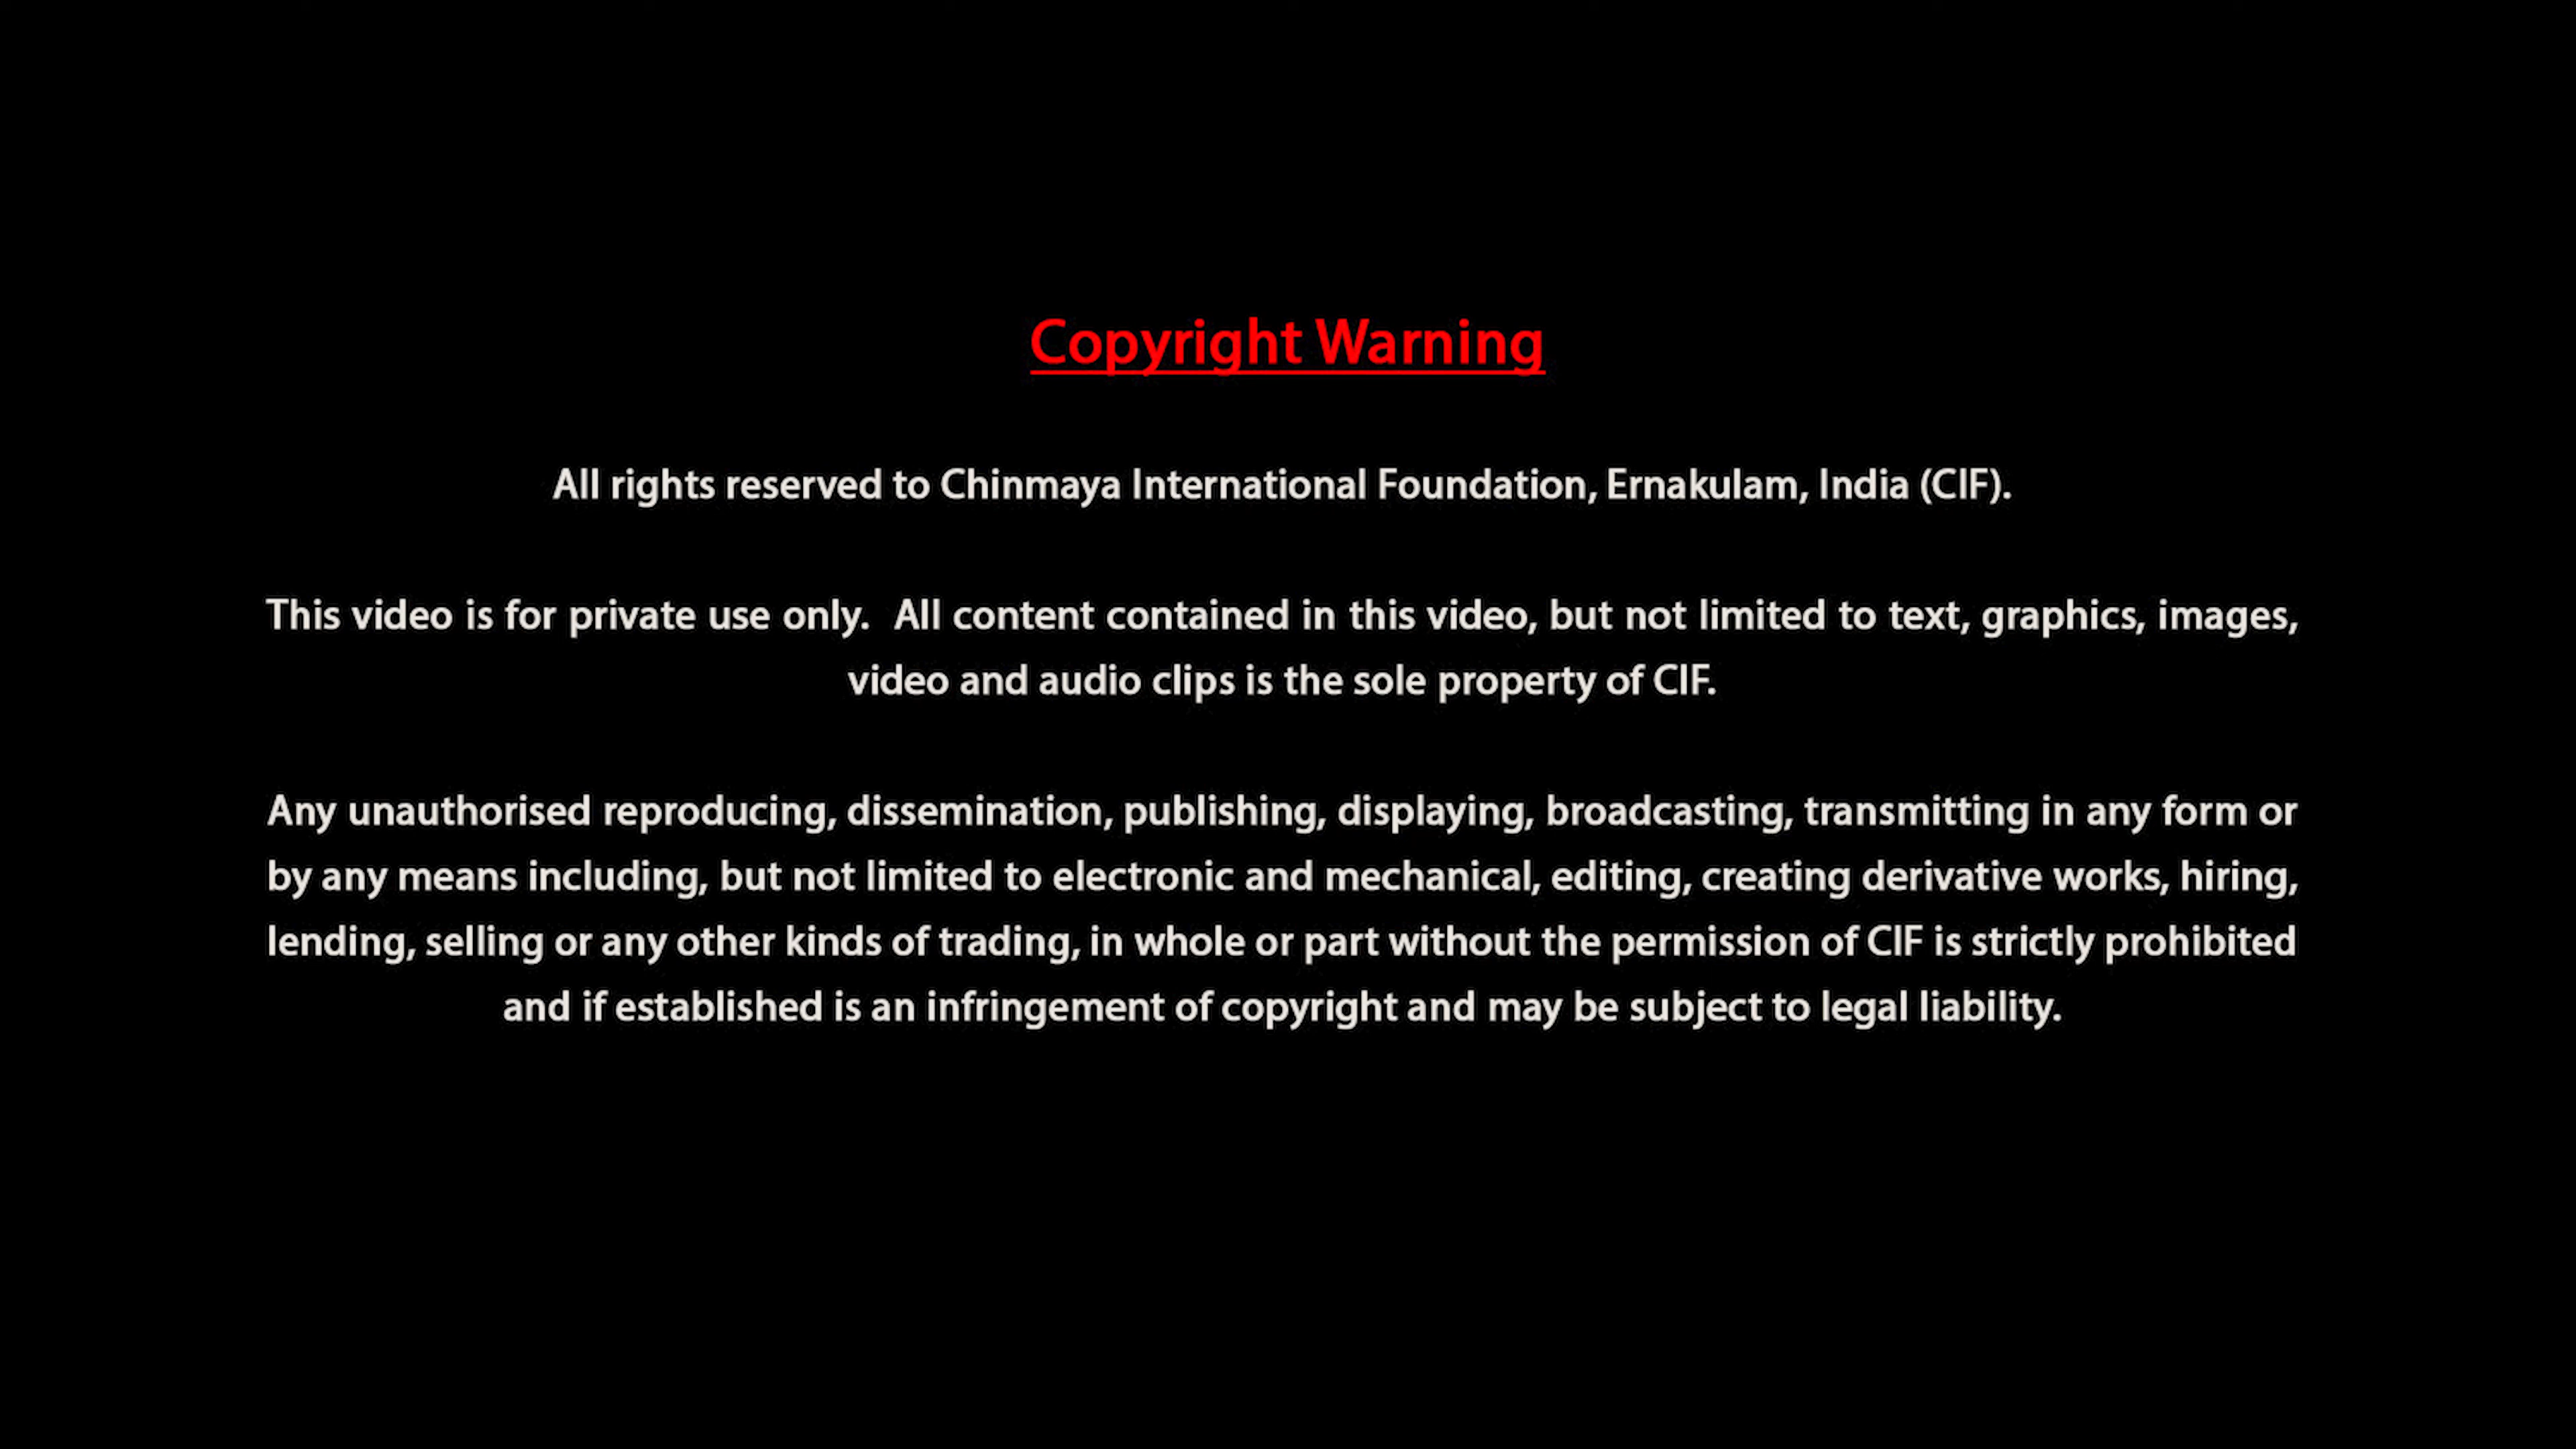 Copyright Warning
All rights reserved to Chinmaya International Foundation, Ernakulam, India (CIF).
This video is for private use only.  All content contained in this video, but not limited to text, graphics, images,
video and audio clips is the sole property of CIF.
Any unauthorised reproducing, dissemination, publishing, displaying, broadcasting, transmitting in any form or
by any means including, but not limited to electronic and mechanical, editing, creating derivative works, hiring,
lending, selling or any other kinds of trading, in whole or part without the permission of CIF is strictly prohibited
and if established is an infringement of copyright and may be subject to legal liability.